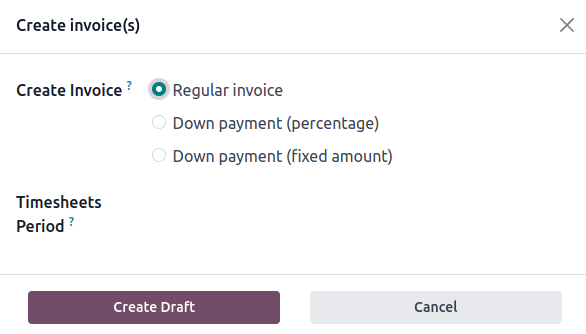 Create invoice(s)
Create Invoice ? Regular invoice
Down payment (percentage)
Down payment (fixed amount)
Timesheets
Period ?
Create Draft Cancel